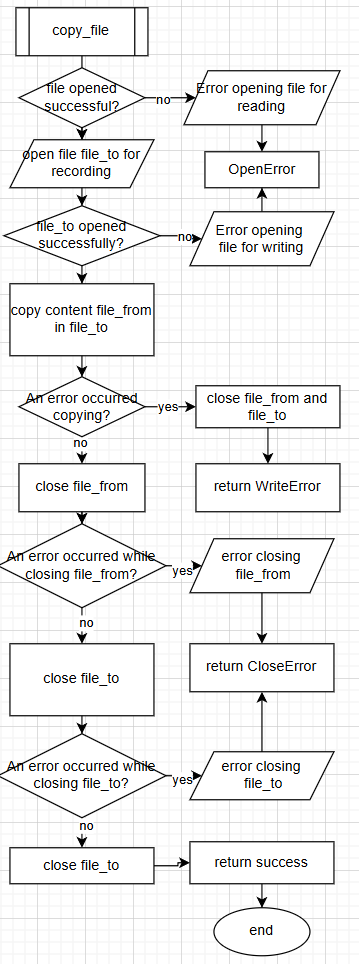 copy_file
file opened
successful?
no
Error opening file for
reading
open file file_to for
recording
OpenError
file_to opened
successfully?
no
Error opening
file for writing
copy content file_from
in file_to
An error occurred
copying?
yes
close file_from and
file_to
no
close file_from
return WriteError
An error occurred while
closing file_from?
yes
error closing
file_from
no
close file_to
return CloseError
An error occurred while
closing file_to?
yes
error closing
file_to
no
close file_to
return success
end